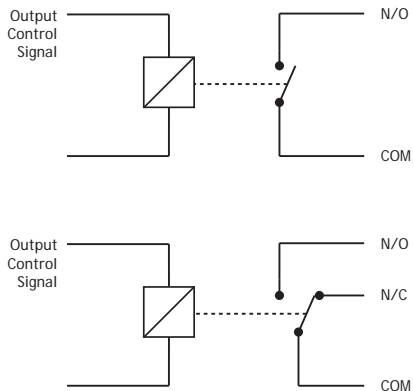 Output
Control
Signal
N/O
COM
Output
Control
Signal
N/O
N/C
COM